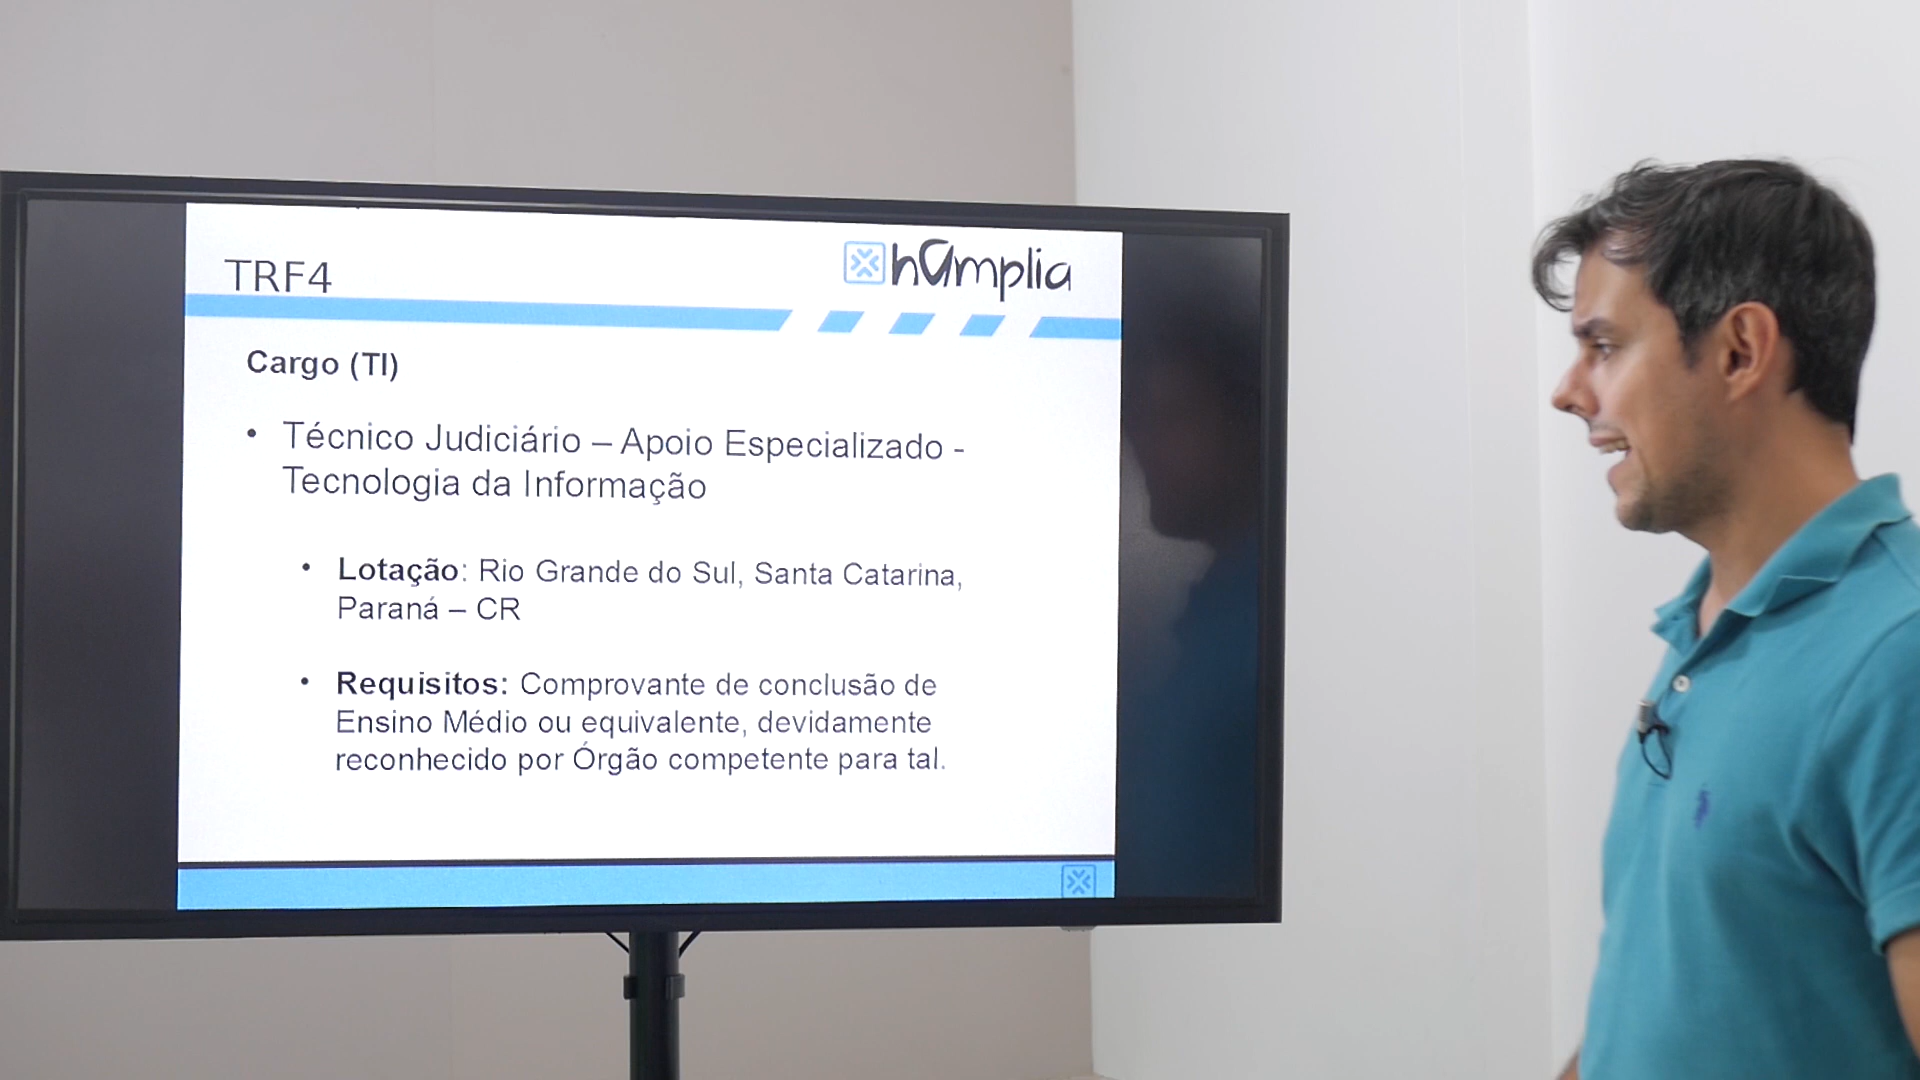 TRF4
hamplia
Cargo (TI)
• Técnico Judiciário – Apoio Especializado -
Tecnologia da Informação
• Lotação: Rio Grande do Sul, Santa Catarina,
Paraná – CR
• Requisitos: Comprovante de conclusão de
Ensino Médio ou equivalente, devidamente
reconhecido por Órgão competente para tal.